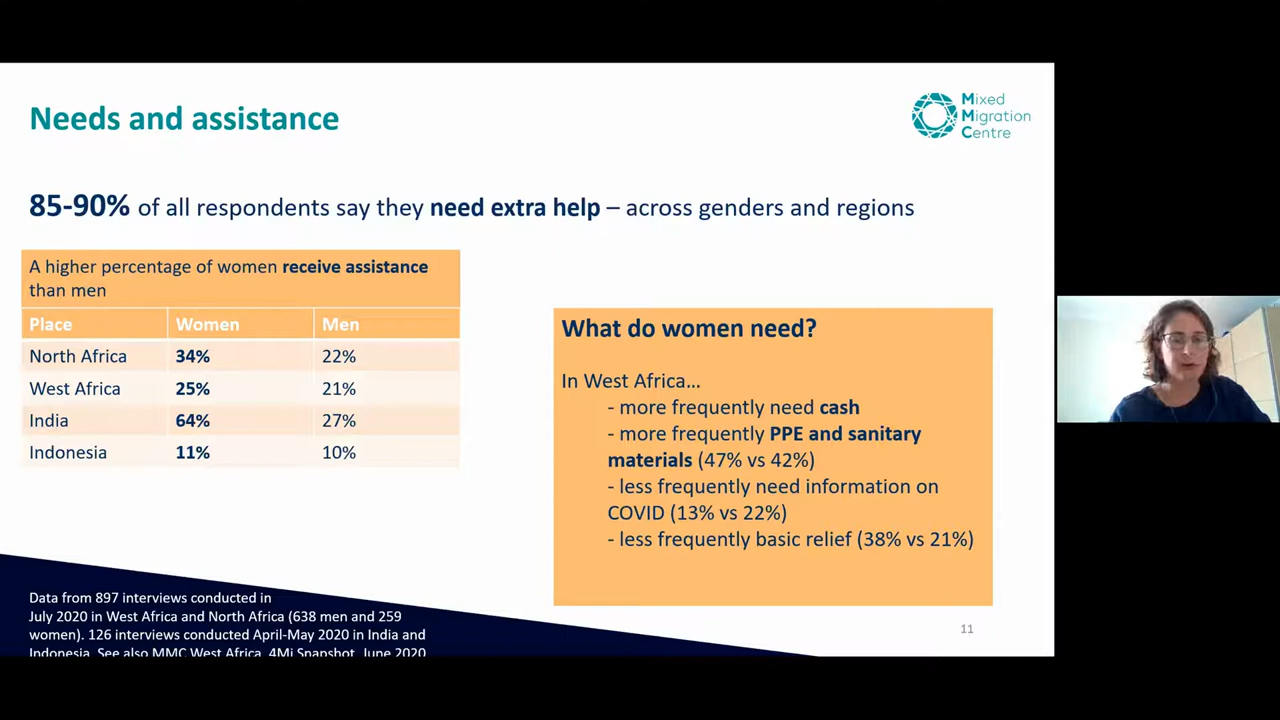 Needs and assistance
Mixed
Migration
Centre
85-90% of all respondents say they need extra help – across genders and regions
A higher percentage of women receive assistance
than men
Place Women Men
North Africa 34% 22%
West Africa 25% 21%
India 64% 27%
Indonesia 11% 10%
What do women need?
In West Africa…
- more frequently need cash
- more frequently PPE and sanitary
materials (47% vs 42%)
- less frequently need information on
COVID (13% vs 22%)
- less frequently basic relief (38% vs 21%)
Data from 897 interviews conducted in
July 2020 in West Africa and North Africa (638 men and 259
women). 126 interviews conducted April-May 2020 in India and
Indonesia. See also MMC West Africa, 4Mi Snapshot, June 2020
11